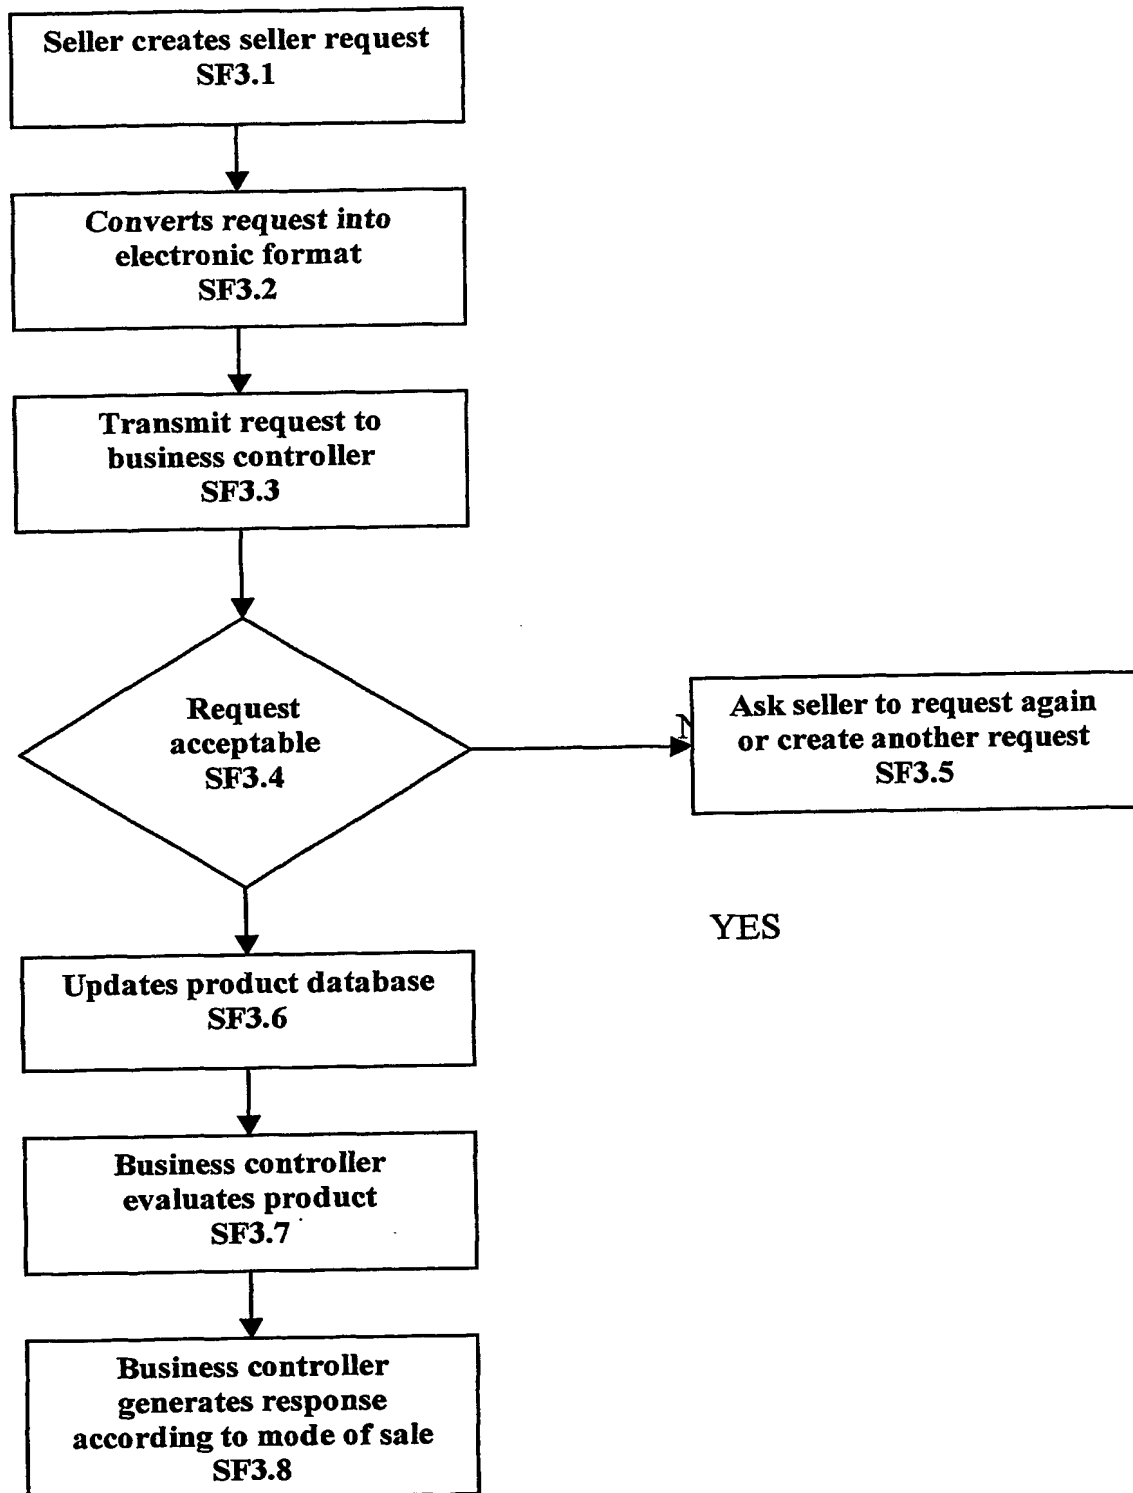 Seller creates seller request
SF3.1
Converts request into
electronic format
SF3.2
Transmit request to
business controller
SF3.3
Request
acceptable
SF3.4
N
Ask seller to request again
or create another request
SF3.5
YES
Updates product database
SF3.6
Business controller
evaluates product
SF3.7
Business controller
generates response
according to mode of sale
SF3.8